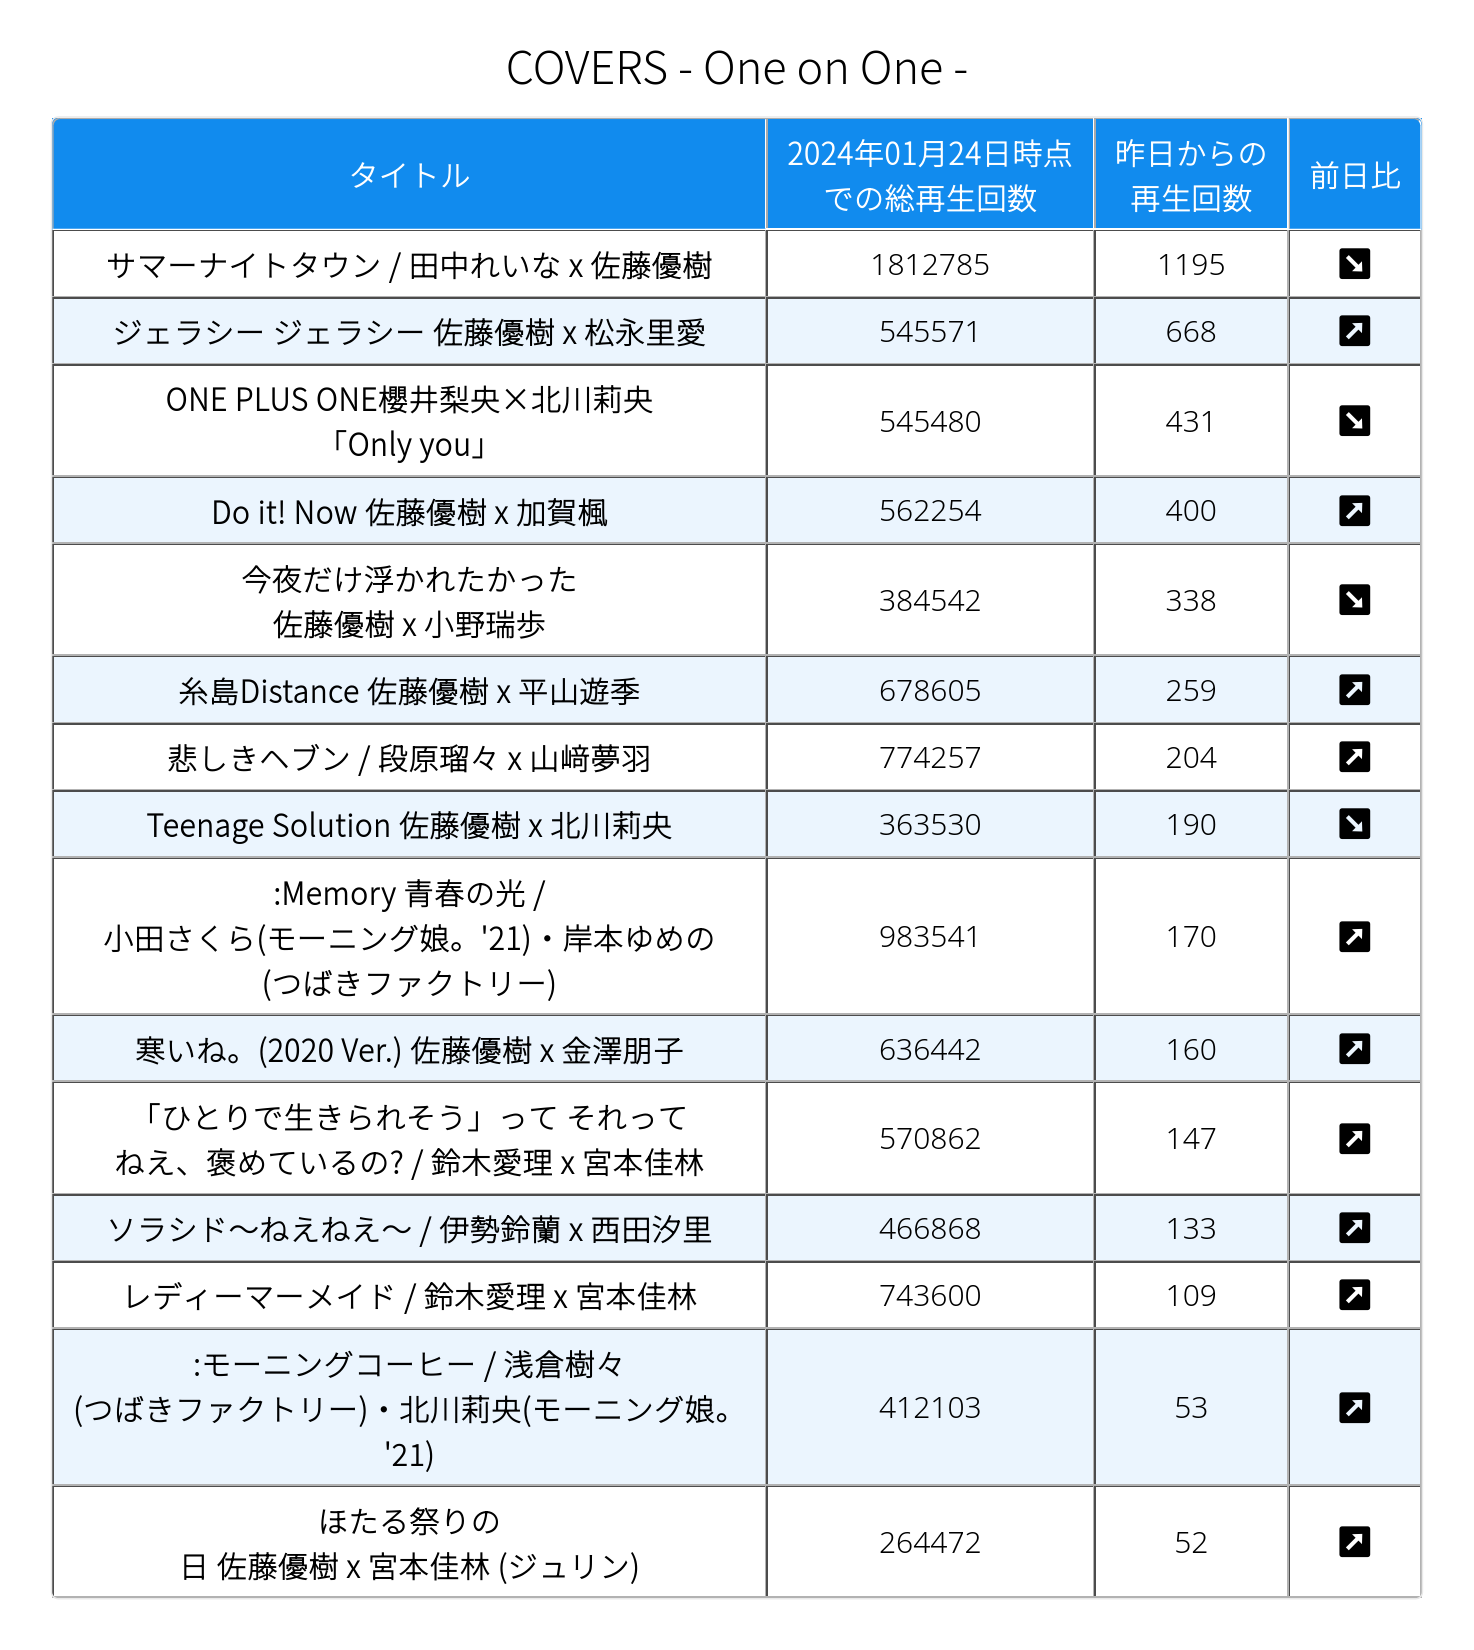 COVERS - One on One -
タイトル
2024年01月24日時点
での総再生回数
昨日からの
再生回数
前日比
サマーナイトタウン / 田中れいな x 佐藤優樹
1812785
1195
ジェラシー ジェラシー 佐藤優樹 x 松永里愛
545571
668
ONE PLUS ONE櫻井梨央×北川莉央
「Only you」
545480
431
Do it! Now 佐藤優樹 x 加賀楓
562254
400
今夜だけ浮かれたかった
佐藤優樹 x 小野瑞歩
384542
338
糸島Distance 佐藤優樹 x 平山遊季
678605
259
悲しきヘブン / 段原瑠々 x 山﨑夢羽
774257
204
Teenage Solution 佐藤優樹 x 北川莉央
363530
190
:Memory 青春の光 /
小田さくら(モーニング娘。'21)・岸本ゆめの
(つばきファクトリー)
983541
170
寒いね。(2020 Ver.) 佐藤優樹 x 金澤朋子
636442
160
「ひとりで生きられそう」って それって
ねえ、褒めているの? / 鈴木愛理 x 宮本佳林
570862
147
ソラシド〜ねえねえ〜 / 伊勢鈴蘭 x 西田汐里
466868
133
レディーマーメイド / 鈴木愛理 x 宮本佳林
743600
109
:モーニングコーヒー / 浅倉樹々
(つばきファクトリー)・北川莉央(モーニング娘。
'21)
412103
53
ほたる祭りの
日 佐藤優樹 x 宮本佳林 (ジュリン)
264472
52